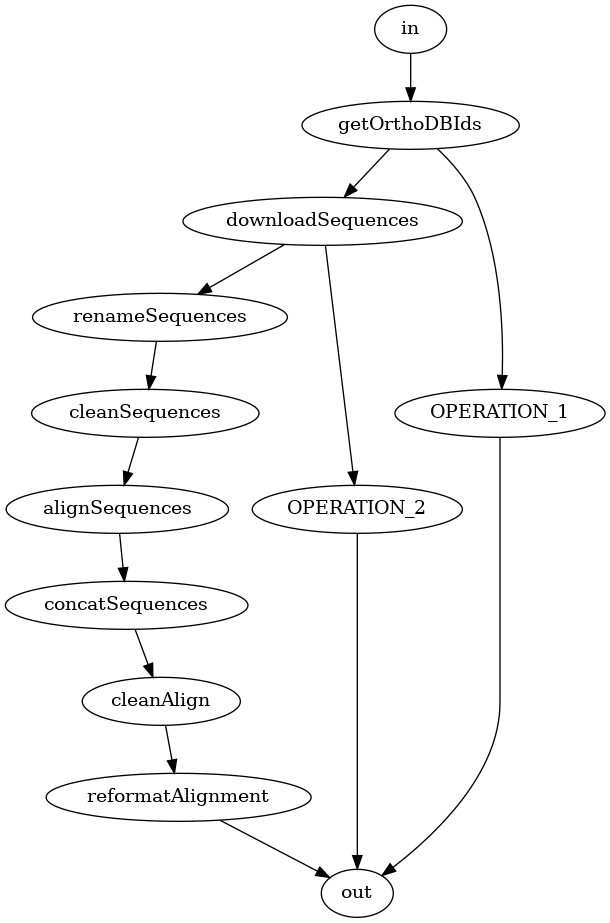 in
getOrthoDBIds
downloadSequences
renameSequences
cleanSequences
OPERATION_1
alignSequences
OPERATION_2
concatSequences
cleanAlign
reformatAlignment
out